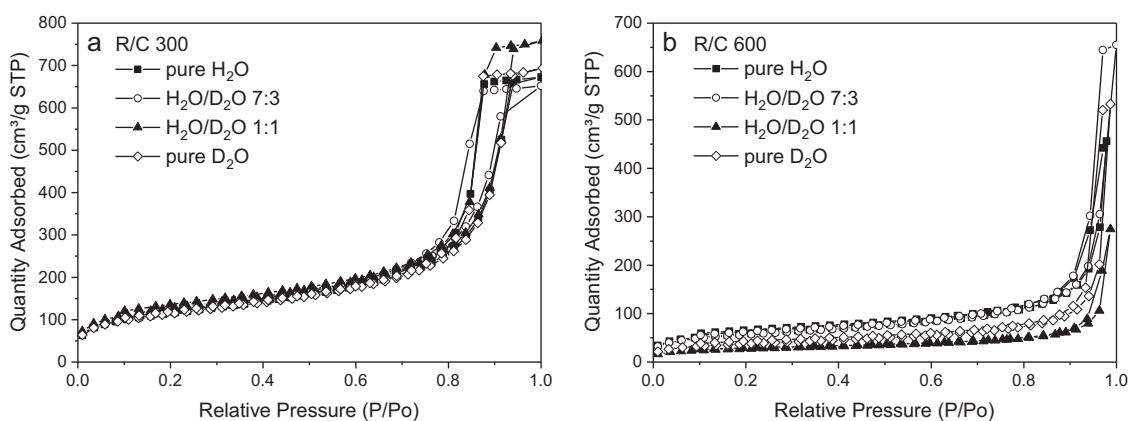 a R/C 300
pure H₂O
H₂O/D₂O 7:3
H₂O/D₂O 1:1
pure D₂O
800
700
600
500
400
300
200
100
0
0.0 0.2 0.4 0.6 0.8 1.0
Quantity Adsorbed (cm³/g STP)
Relative Pressure (P/Po)
b R/C 600
pure H₂O
H₂O/D₂O 7:3
H₂O/D₂O 1:1
pure D₂O
700
600
500
400
300
200
100
50
0
0.0 0.2 0.4 0.6 0.8 1.0
Quantity Adsorbed (cm³/g STP)
Relative Pressure (P/Po)